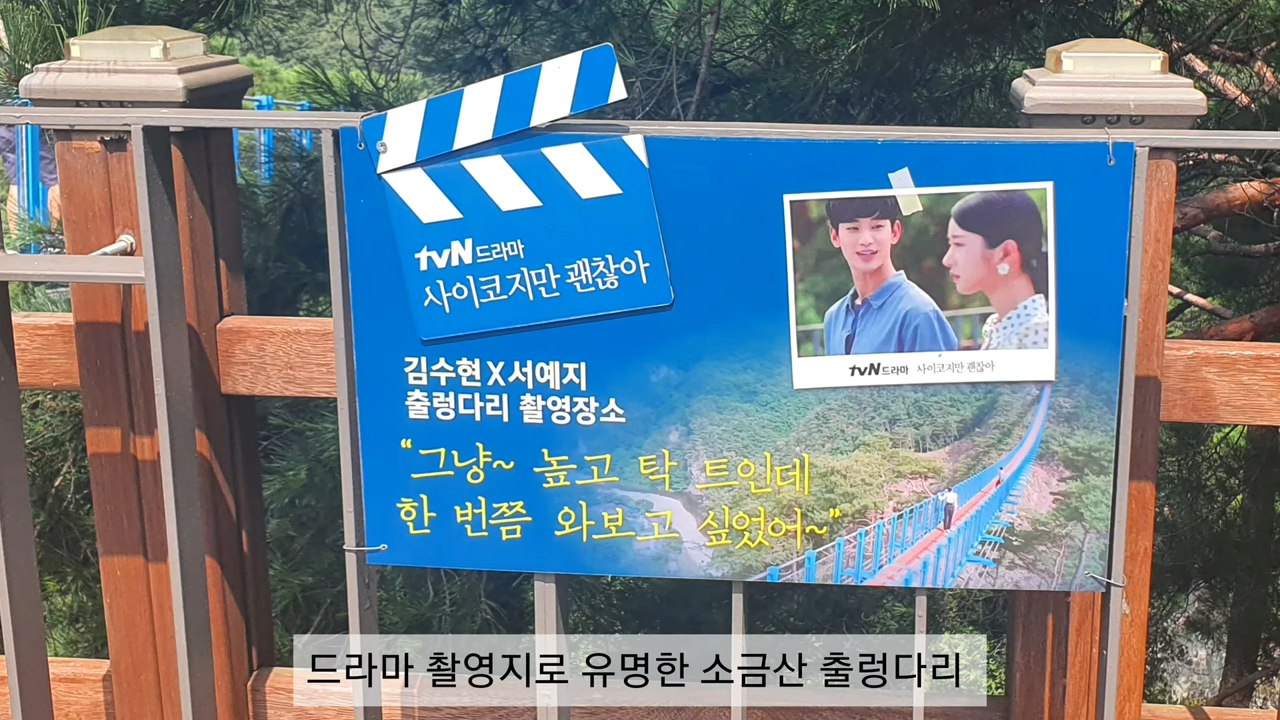 tvN 드라마
사이코지만 괜찮아
김수현 X 서예지
출렁다리 촬영장소
“그냥~ 높고 탁 트인데
한 번쯤 와보고 싶었어~”
tvN 드라마 사이코지만 괜찮아
드라마 촬영지로 유명한 소금산 출렁다리